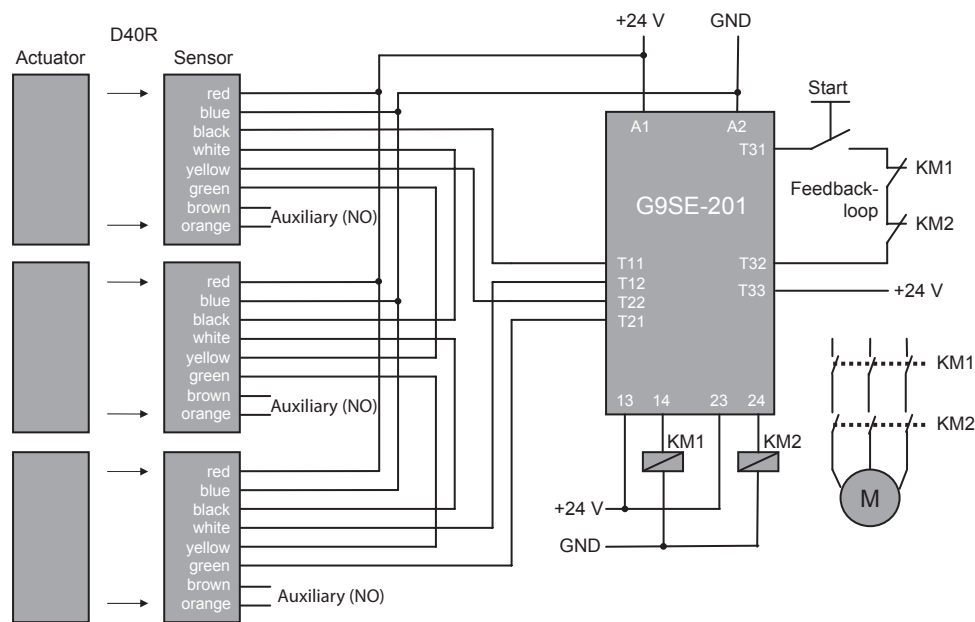 +24 V
GND
D40R
Actuator
Sensor
red
blue
black
white
yellow
green
brown
orange
Auxiliary (NO)
red
blue
black
white
yellow
green
brown
orange
Auxiliary (NO)
red
blue
black
white
yellow
green
brown
orange
Auxiliary (NO)
A1
A2
T31
G9SE-201
T11
T12
T22
T21
T32
T33
13
14
23
24
Start
KM1
Feedback-
loop
KM2
+24 V
KM1
KM2
+24 V
GND
KM1
KM2
M